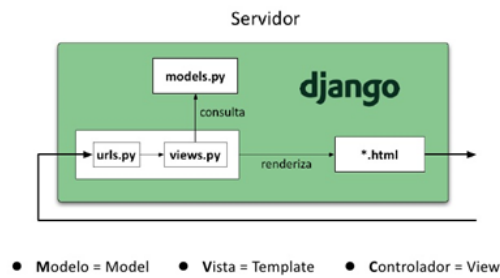 Servidor
models.py
django
consulta
urls.py
views.py
renderiza
*.html
● Modelo = Model ● Vista = Template ● Controlador = View